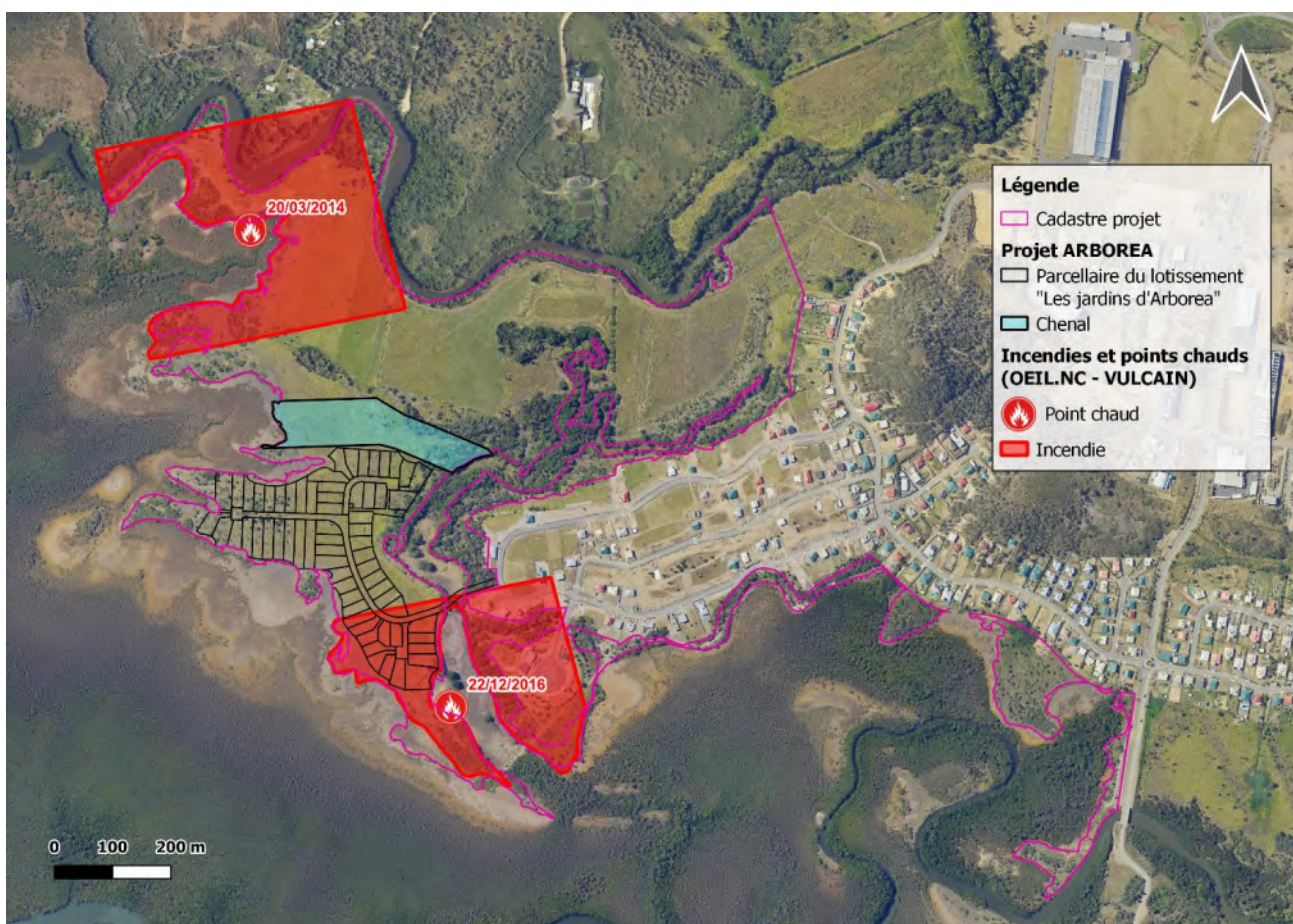 20/03/2014
Légende
Cadastre projet
Projet ARBOREA
Parcellaire du lotissement
"Les jardins d'Arborea"
Chenal
Incendies et points chauds
(OEIL.NC - VULCAIN)
Point chaud
Incendie
22/12/2016
0 100 200 m